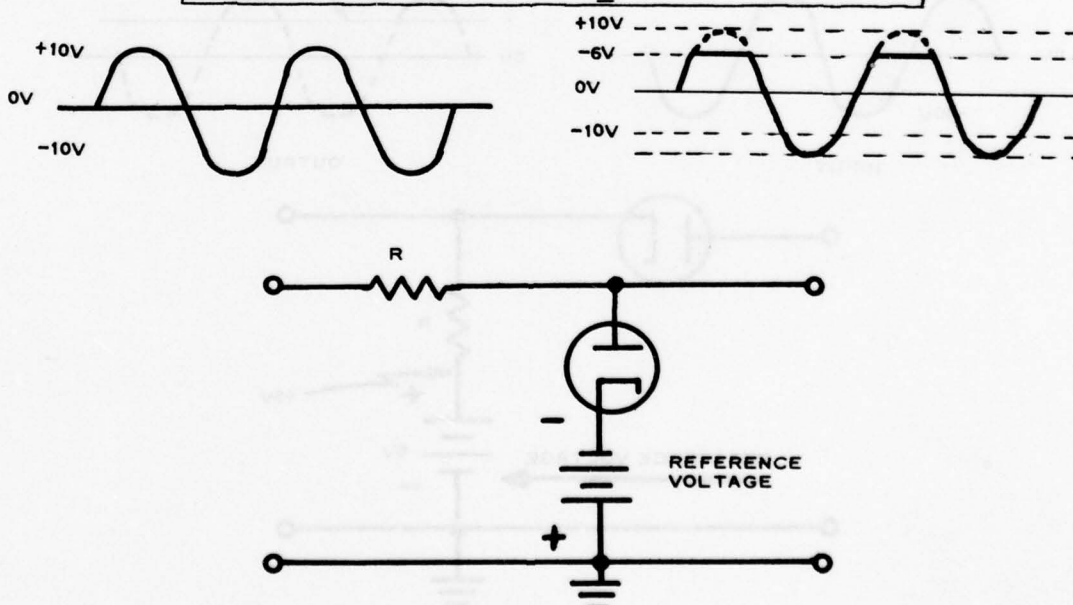 +10V
0V
-10V
+10V
-6V
0V
-10V
R
-
REFERENCE
VOLTAGE
+